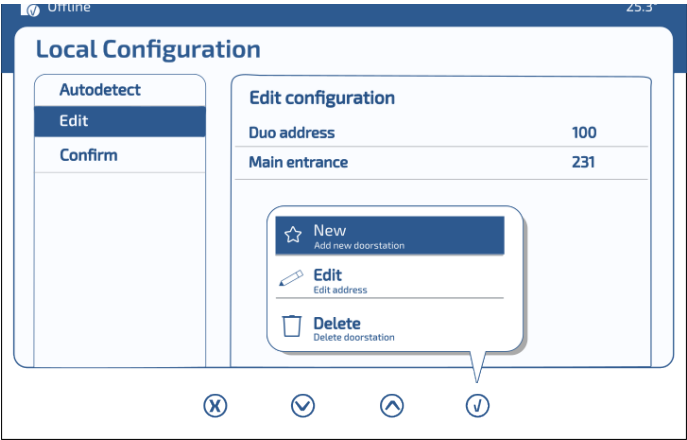 Offline
25.3°
Local Configuration
Autodetect
Edit
Confirm
Edit configuration
Duo address 100
Main entrance 231
New
Add new doorstation
Edit
Edit address
Delete
Delete doorstation
X